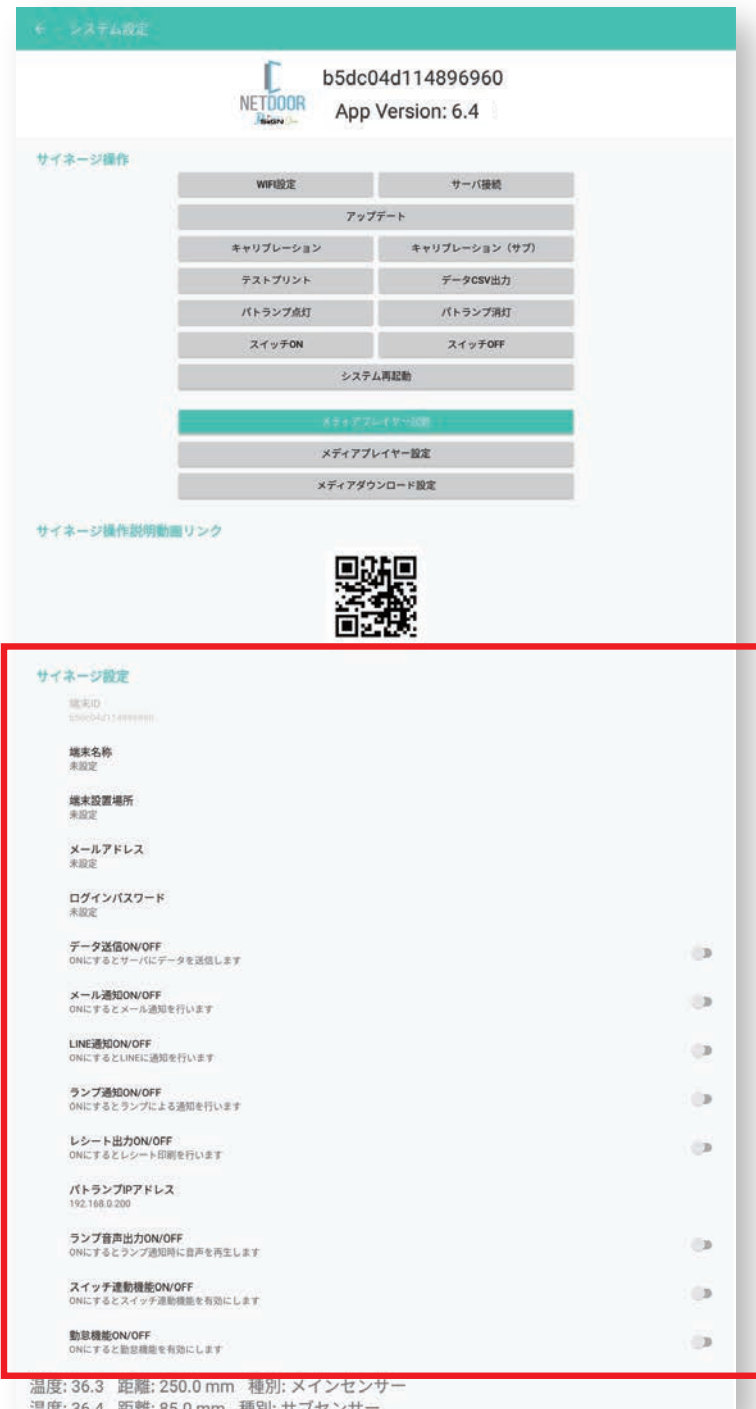 ← システム設定
b5dc04d114896960
NETDOOR
App Version: 6.4
SiGN
サイネージ操作
WIFI設定 サーバ接続
アップデート
キャリブレーション キャリブレーション（サブ）
テストプリント データCSV出力
パトランプ点灯 パトランプ消灯
スイッチON スイッチOFF
システム再起動
メディアプレイヤー起動
メディアプレイヤー設定
メディアダウンロード設定
サイネージ操作説明動画リンク
サイネージ設定
端末ID
b5dc04d114896960
端末名称
未設定
端末設置場所
未設定
メールアドレス
未設定
ログインパスワード
未設定
データ送信ON/OFF
ONにするとサーバにデータを送信します
メール通知ON/OFF
ONにするとメール通知を行います
LINE通知ON/OFF
ONにするとLINEに通知を行います
ランプ通知ON/OFF
ONにするとランプによる通知を行います
レシート出力ON/OFF
ONにするとレシート印刷を行います
パトランプIPアドレス
192.168.0.200
ランプ音声出力ON/OFF
ONにするとランプ通知時に音声を再生します
スイッチ連動機能ON/OFF
ONにするとスイッチ連動機能を有効にします
勤怠機能ON/OFF
ONにすると勤怠機能を有効にします
温度: 36.3 距離: 250.0 mm 種別: メインセンサー
温度: 36.4 距離: 85.0 mm 種別: サブセンサー